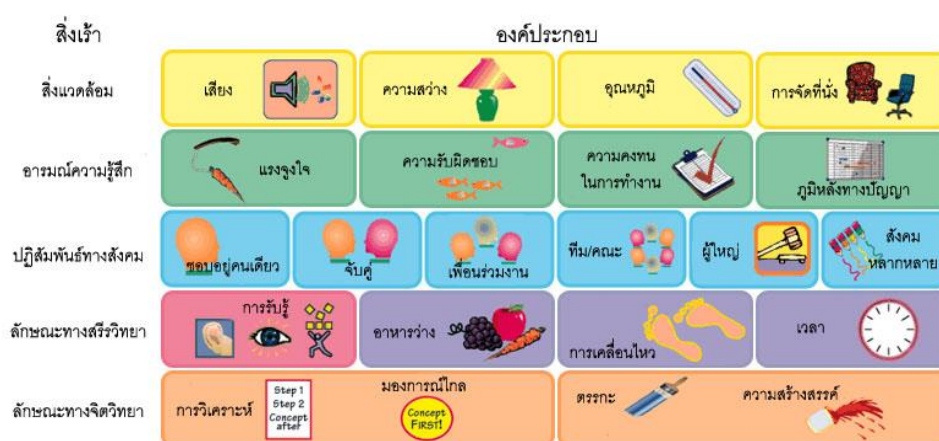 สิ่งเร้า
องค์ประกอบ
สิ่งแวดล้อม
เสียง
ความสว่าง
อุณหภูมิ
การจัดที่นั่ง
อารมณ์ความรู้สึก
แรงจูงใจ
ความรับผิดชอบ
ความคงทน
ในการทำงาน
ภูมิหลังทางปัญญา
ปฏิสัมพันธ์ทางสังคม
ชอบอยู่คนเดียว
จับคู่
เพื่อนร่วมงาน
ทีม/คณะ
ผู้ใหญ่
สังคม
หลากหลาย
ลักษณะทางสรีรวิทยา
การรับรู้
อาหารว่าง
การเคลื่อนไหว
เวลา
ลักษณะทางจิตวิทยา
การวิเคราะห์
Step 1
Step 2
Concept
after
มองการณ์ไกล
Concept
FIRST!
ตรรกะ
ความสร้างสรรค์